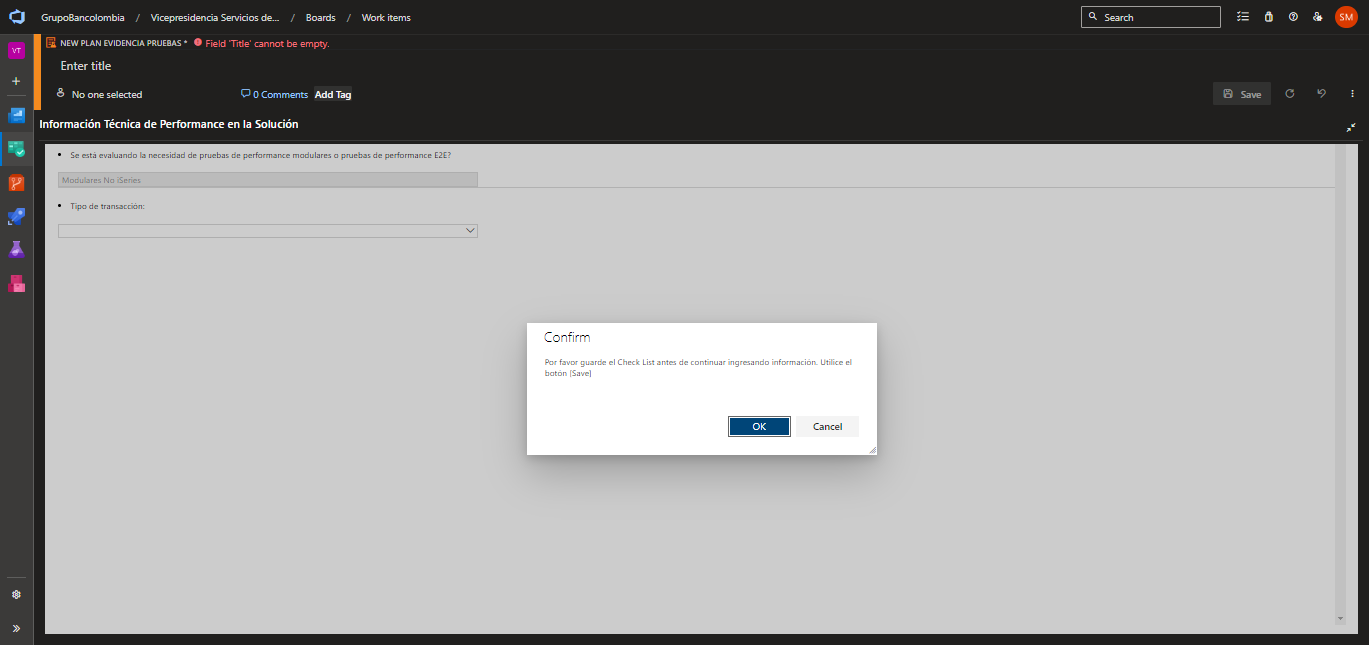 GrupoBancolombia / Vicepresidencia Servicios de... / Boards / Work items
Search
SM
VT
NEW PLAN EVIDENCIA PRUEBAS * Field 'Title' cannot be empty.
Enter title
No one selected
0 Comments
Add Tag
Save
Información Técnica de Performance en la Solución
• Se está evaluando la necesidad de pruebas de performance modulares o pruebas de performance E2E?
Modulares No iSeries
• Tipo de transacción:
Confirm
Por favor guarde el Check List antes de continuar ingresando información. Utilice el
botón [Save]
OK
Cancel